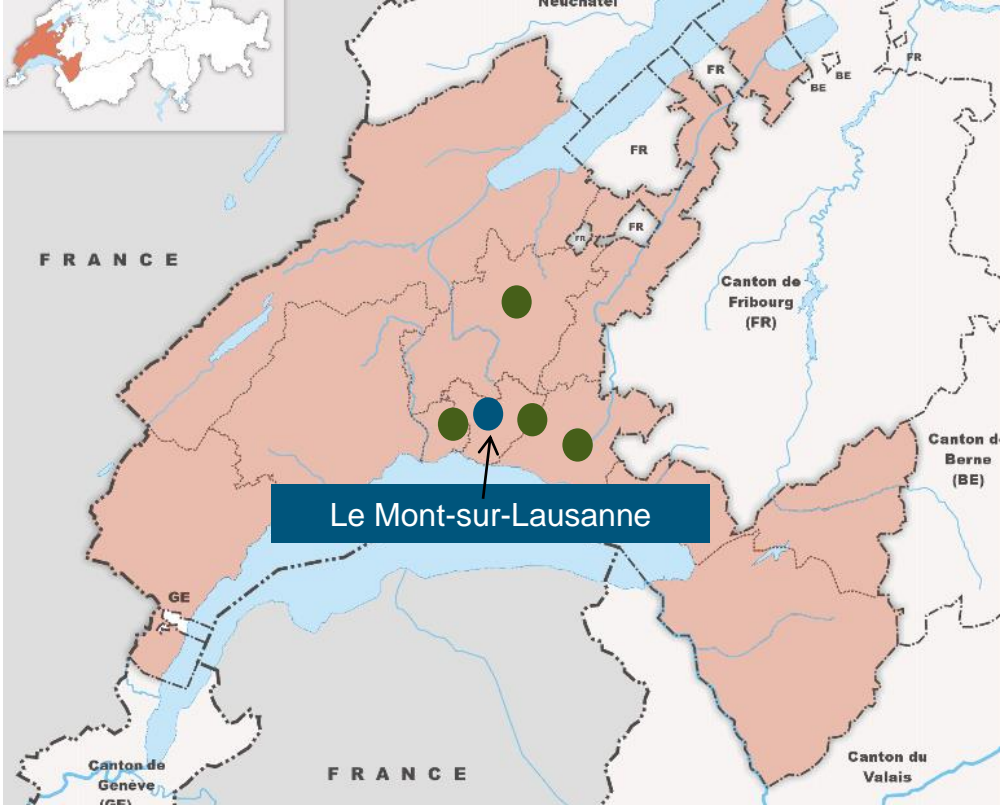 Neuchâtel
FR
FR
BE
BE
FR
FR
FR
FRANCE
Canton de
Fribourg
(FR)
Canton de
Berne
(BE)
Le Mont-sur-Lausanne
GE
Canton de
Genève
(GE)
FRANCE
Canton du
Valais